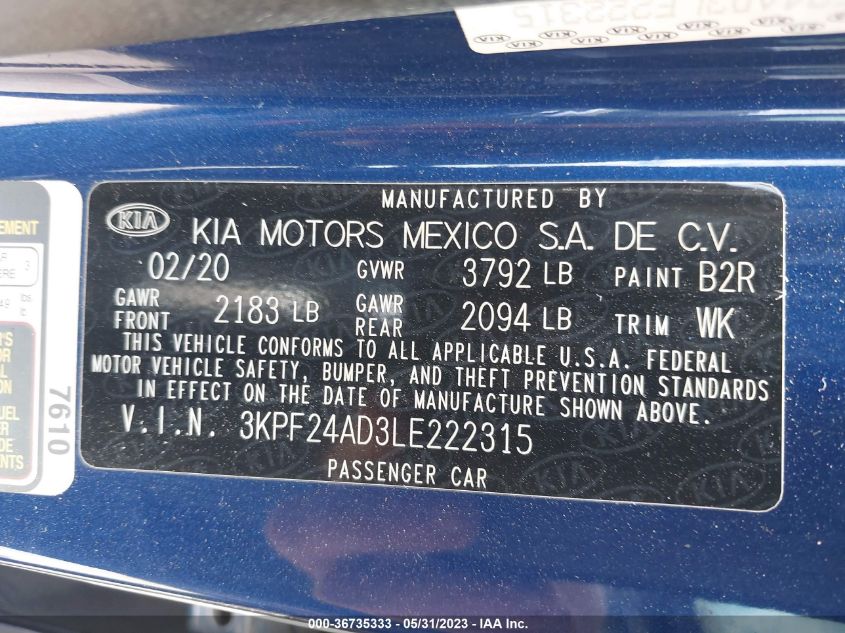 E222315
MANUFACTURED BY
KIA KIA MOTORS MEXICO S.A. DE C.V.
02/20 GVWR 3792 LB PAINT B2R
GAWR FRONT 2183 LB GAWR REAR 2094 LB TRIM WK
THIS VEHICLE CONFORMS TO ALL APPLICABLE U.S.A. FEDERAL
MOTOR VEHICLE SAFETY, BUMPER, AND THEFT PREVENTION STANDARDS
IN EFFECT ON THE DATE OF MANUFACTURE SHOWN ABOVE.
V.I.N. 3KPF24AD3LE222315
PASSENGER CAR
7610
000-36735333 - 05/31/2023 - IAA Inc.